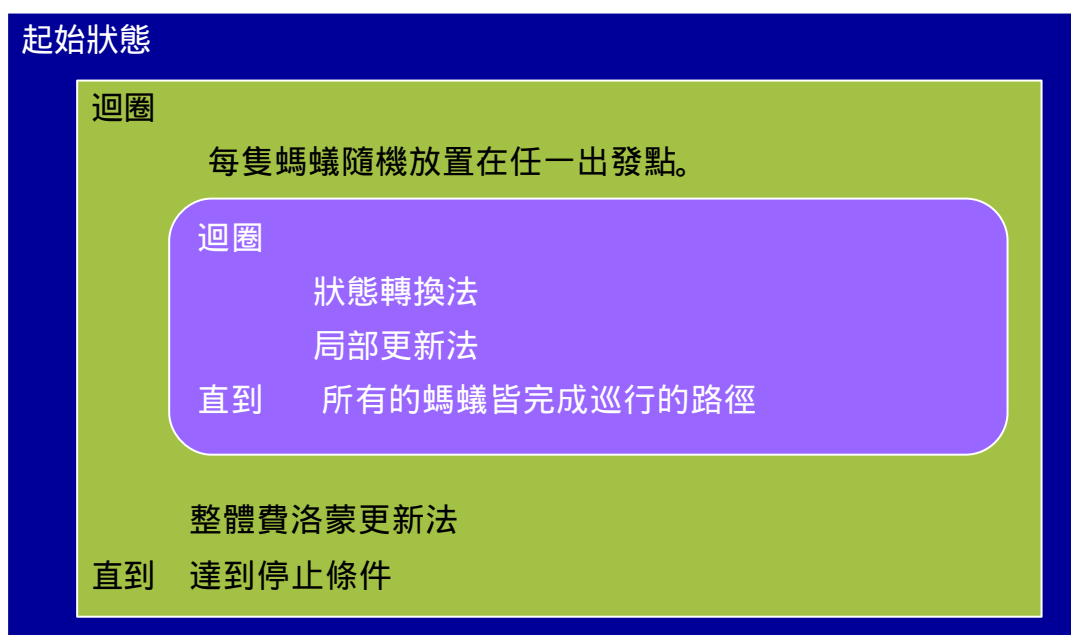 起始狀態
迴圈
每隻螞蟻隨機放置在任一出發點。
迴圈
狀態轉換法
局部更新法
直到 所有的螞蟻皆完成巡行的路徑
整體費洛蒙更新法
直到 達到停止條件